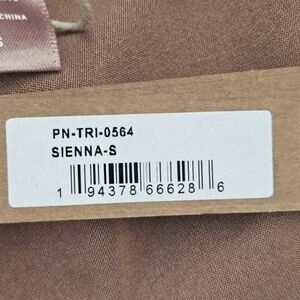 CHINA
S
PN-TRI-0564
SIENNA-S
1 94378 66628 6